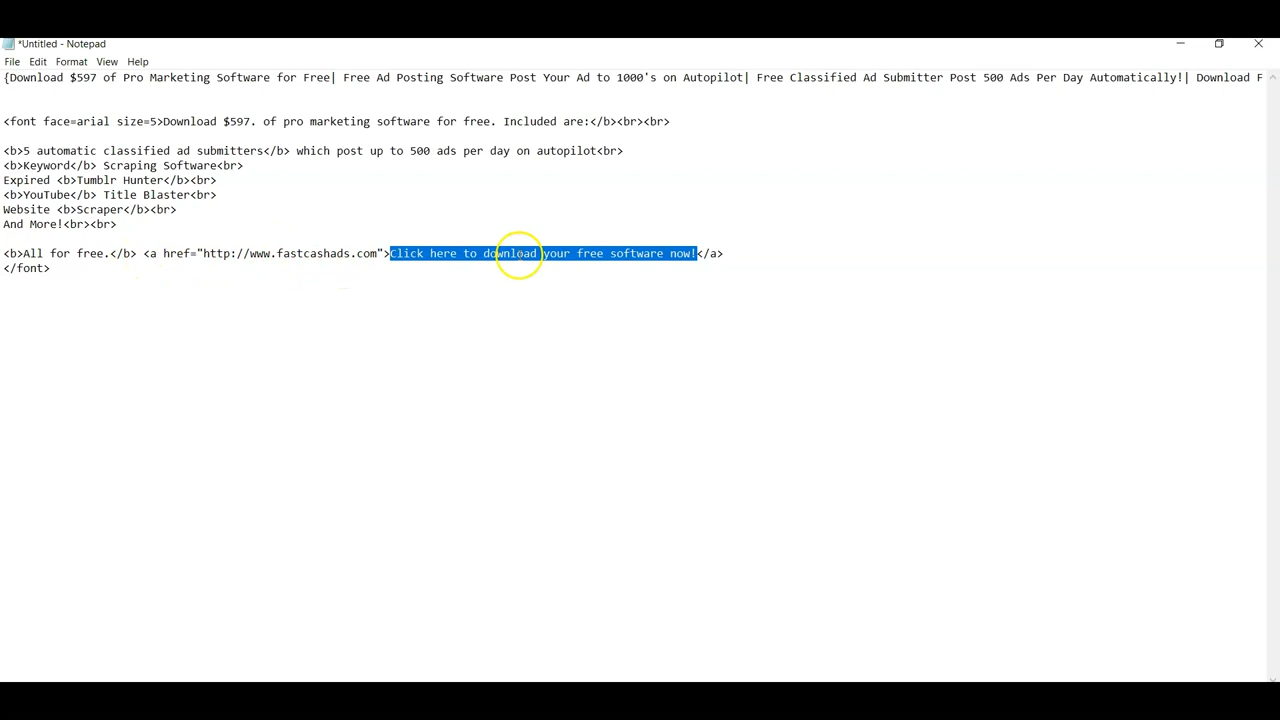 *Untitled - Notepad
File Edit Format View Help
{Download $597 of Pro Marketing Software for Free| Free Ad Posting Software Post Your Ad to 1000's on Autopilot| Free Classified Ad Submitter Post 500 Ads Per Day Automatically!| Download F
<font face=arial size=5>Download $597. of pro marketing software for free. Included are:</b><br><br>
<b>5 automatic classified ad submitters</b> which post up to 500 ads per day on autopilot<br>
<b>Keyword</b> Scraping Software<br>
Expired <b>Tumblr Hunter</b><br>
<b>YouTube</b> Title Blaster<br>
Website <b>Scraper</b><br>
And More!<br><br>
<b>All for free.</b> <a href="http://www.fastcashads.com">Click here to download your free software now!</a>
</font>